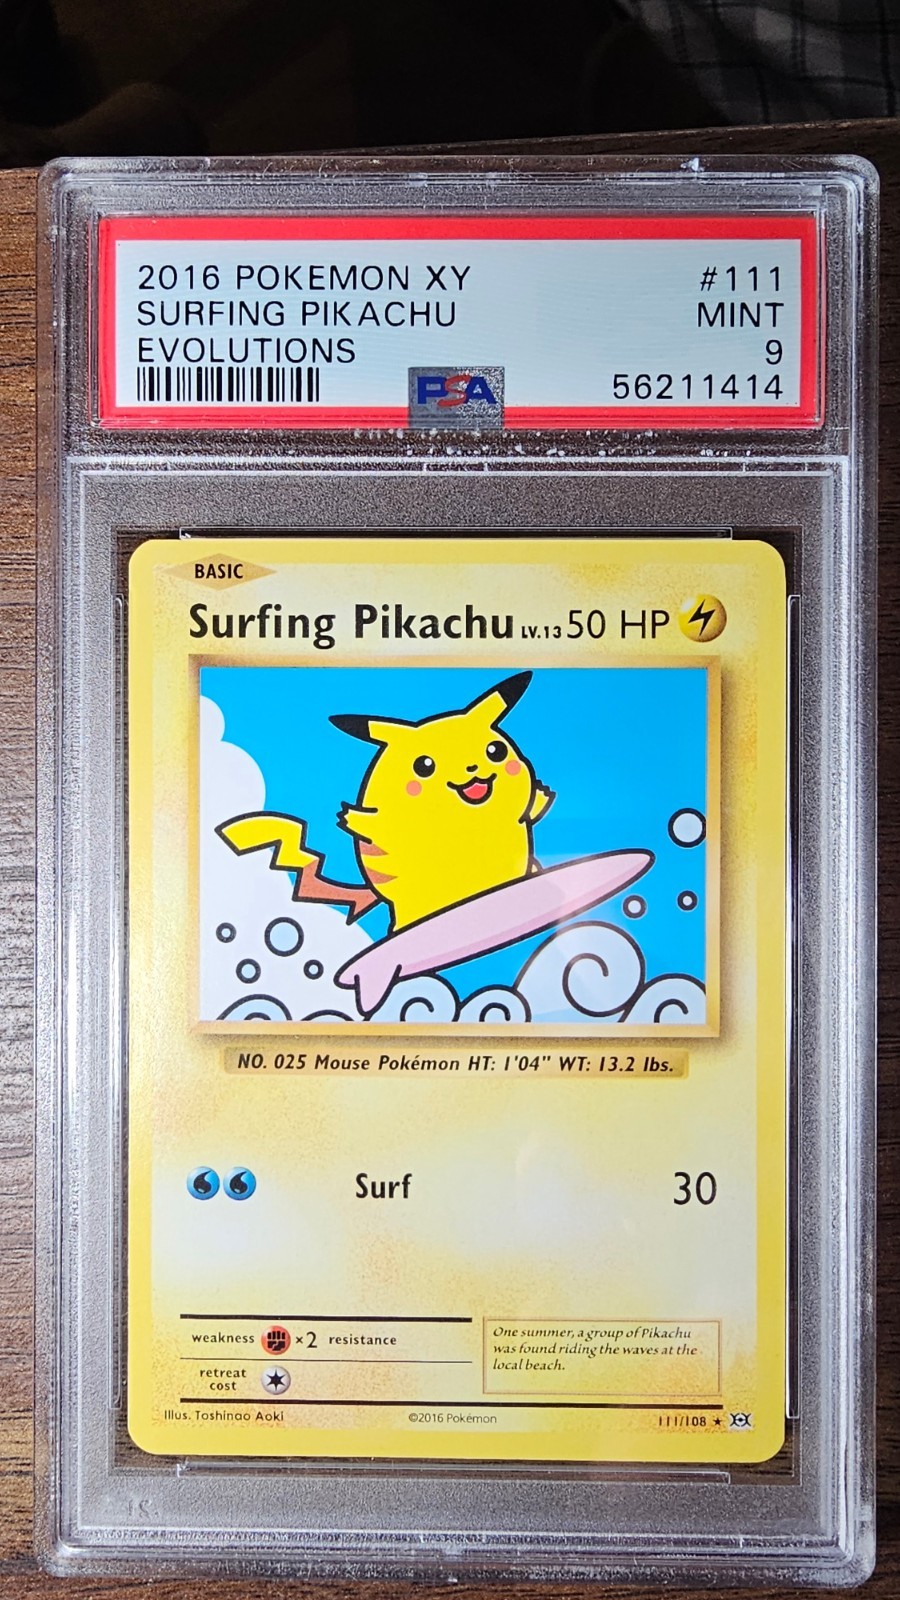 2016 POKEMON XY #111
SURFING PIKACHU MINT
EVOLUTIONS 9
PSA 56211414
BASIC
Surfing Pikachu LV.13 50 HP
NO. 025 Mouse Pokémon HT: 1'04" WT: 13.2 lbs.
Surf 30
weakness ×2 resistance
retreat
cost
One summer, a group of Pikachu
was found riding the waves at the
local beach.
Illus. Toshinao Aoki ©2016 Pokémon 111/108 ★